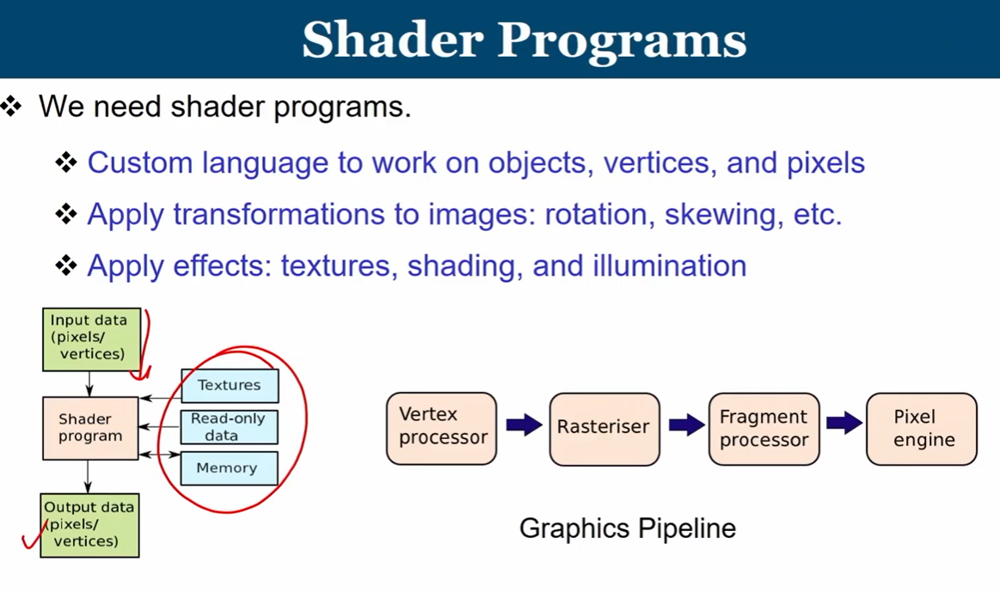 Shader Programs
We need shader programs.
Custom language to work on objects, vertices, and pixels
Apply transformations to images: rotation, skewing, etc.
Apply effects: textures, shading, and illumination
Input data
(pixels/
vertices)
Shader
program
Textures
Read-only
data
Memory
Output data
(pixels/
vertices)
Vertex
processor
Rasteriser
Fragment
processor
Pixel
engine
Graphics Pipeline